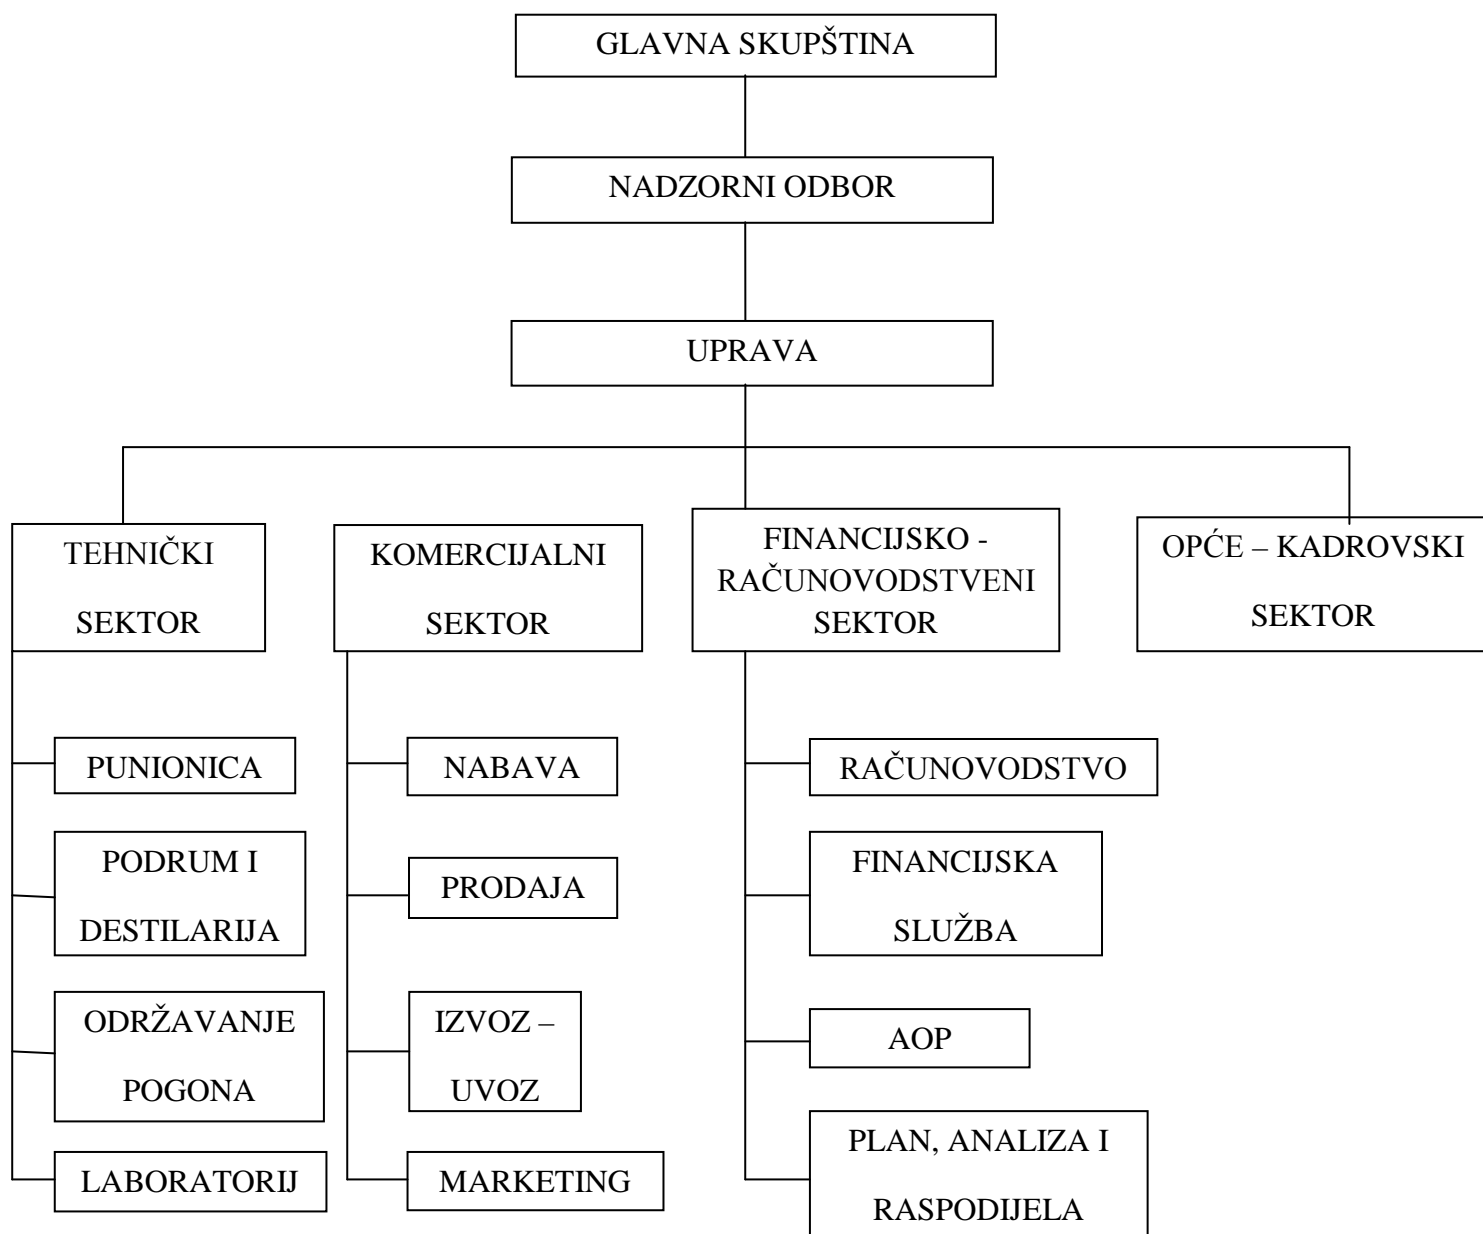 GLAVNA SKUPŠTINA
NADZORNI ODBOR
UPRAVA
TEHNIČKI
SEKTOR
KOMERCIJALNI
SEKTOR
FINANCIJSKO -
RAČUNOVODSTVENI
SEKTOR
OPĆE – KADROVSKI
SEKTOR
PUNIONICA
PODRUM I
DESTILARIJA
ODRŽAVANJE
POGONA
LABORATORIJ
NABAVA
PRODAJA
IZVOZ –
UVOZ
MARKETING
RAČUNOVODSTVO
FINANCIJSKA
SLUŽBA
AOP
PLAN, ANALIZA I
RASPODIJELA